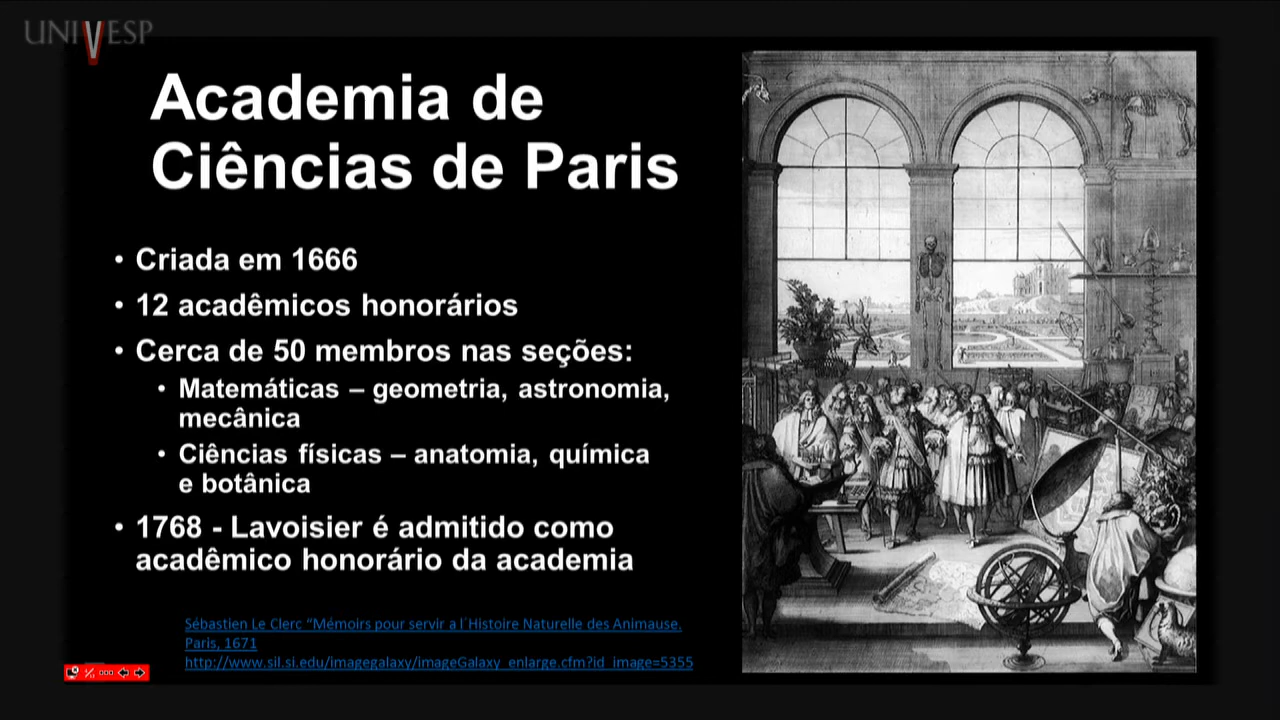 UNIVESP
Academia de
Ciências de Paris
• Criada em 1666
• 12 acadêmicos honorários
• Cerca de 50 membros nas seções:
• Matemáticas – geometria, astronomia,
mecânica
• Ciências físicas – anatomia, química
e botânica
• 1768 - Lavoisier é admitido como
acadêmico honorário da academia
Sébastien Le Clerc “Mémoirs pour servir a l´Histoire Naturelle des Animause.
Paris, 1671
http://www.sil.si.edu/imagegalaxy/imageGalaxy_enlarge.cfm?id_image=5355